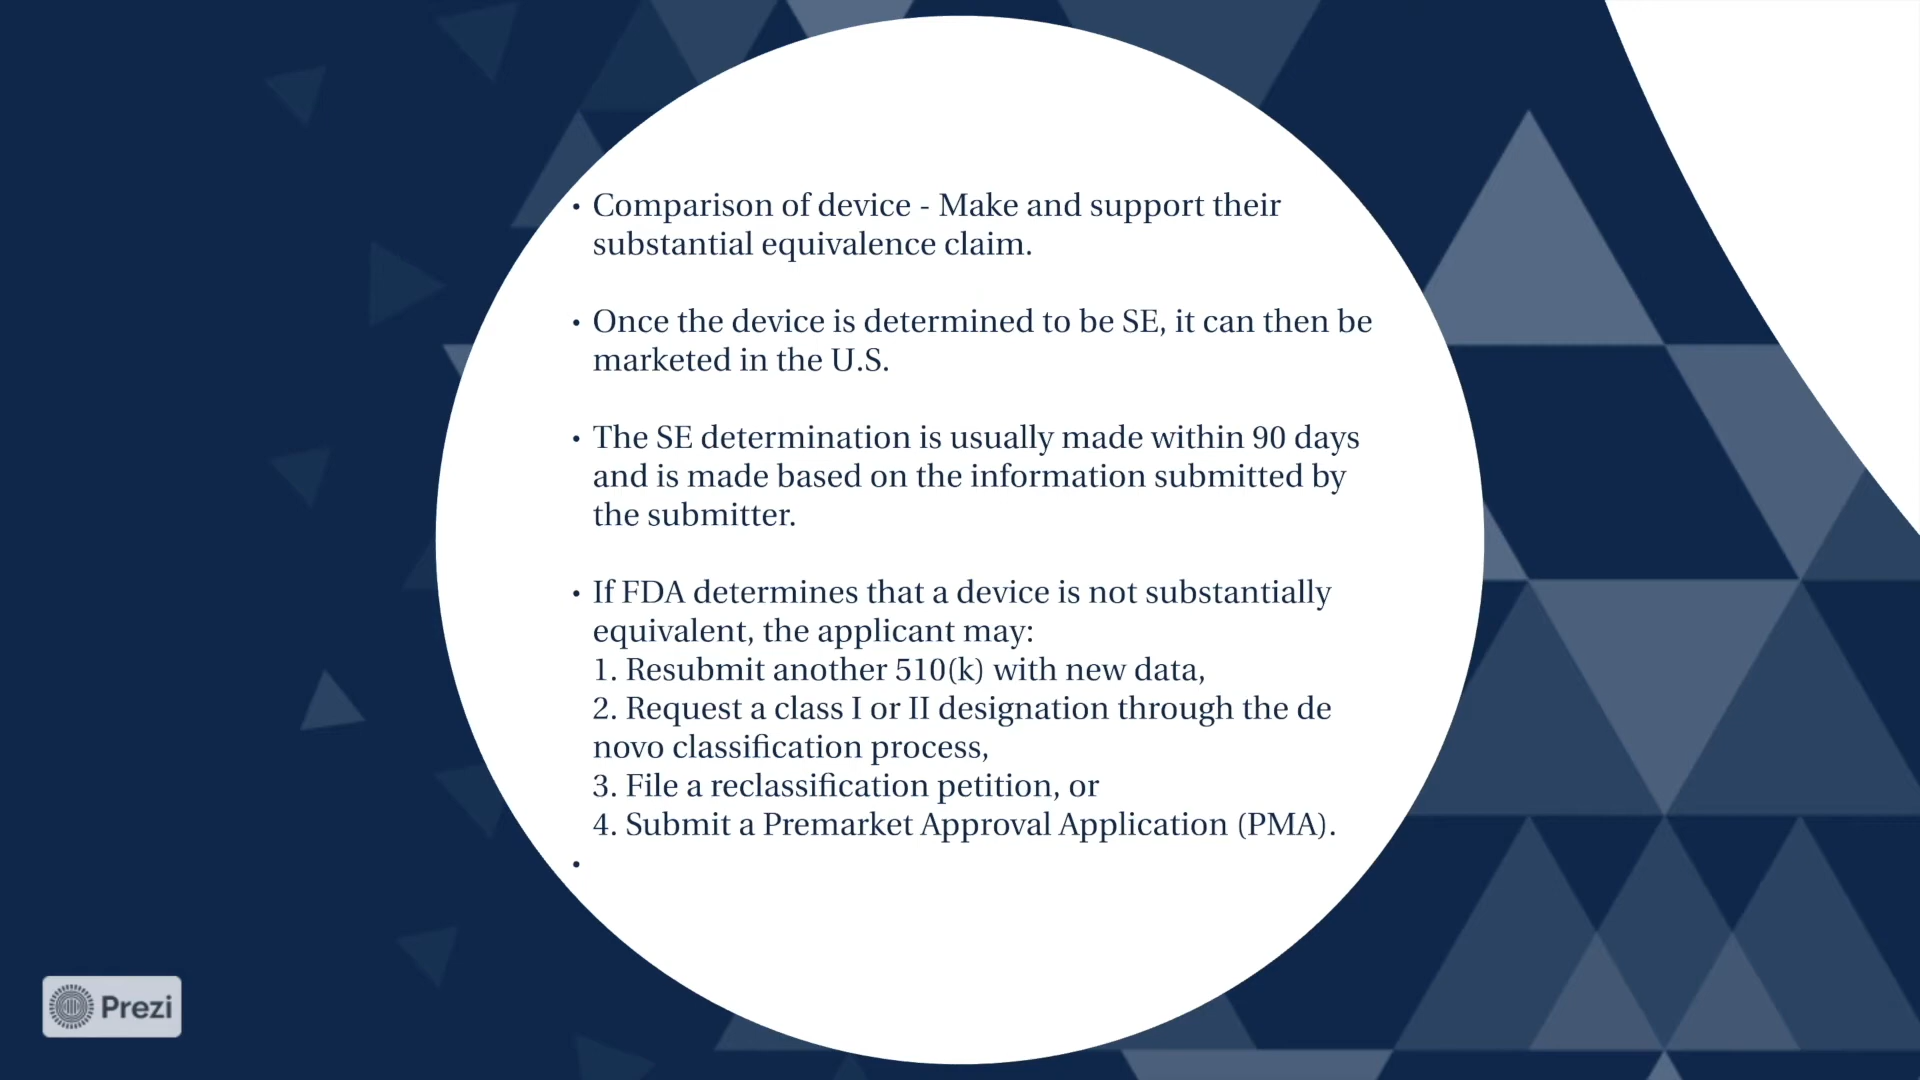 • Comparison of device - Make and support their
substantial equivalence claim.
• Once the device is determined to be SE, it can then be
marketed in the U.S.
• The SE determination is usually made within 90 days
and is made based on the information submitted by
the submitter.
• If FDA determines that a device is not substantially
equivalent, the applicant may:
1. Resubmit another 510(k) with new data,
2. Request a class I or II designation through the de
novo classification process,
3. File a reclassification petition, or
4. Submit a Premarket Approval Application (PMA).
•
Prezi